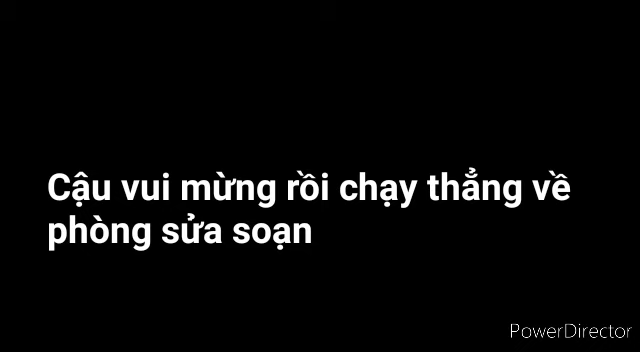 Cậu vui mừng rồi chạy thẳng về
phòng sửa soạn
PowerDirector